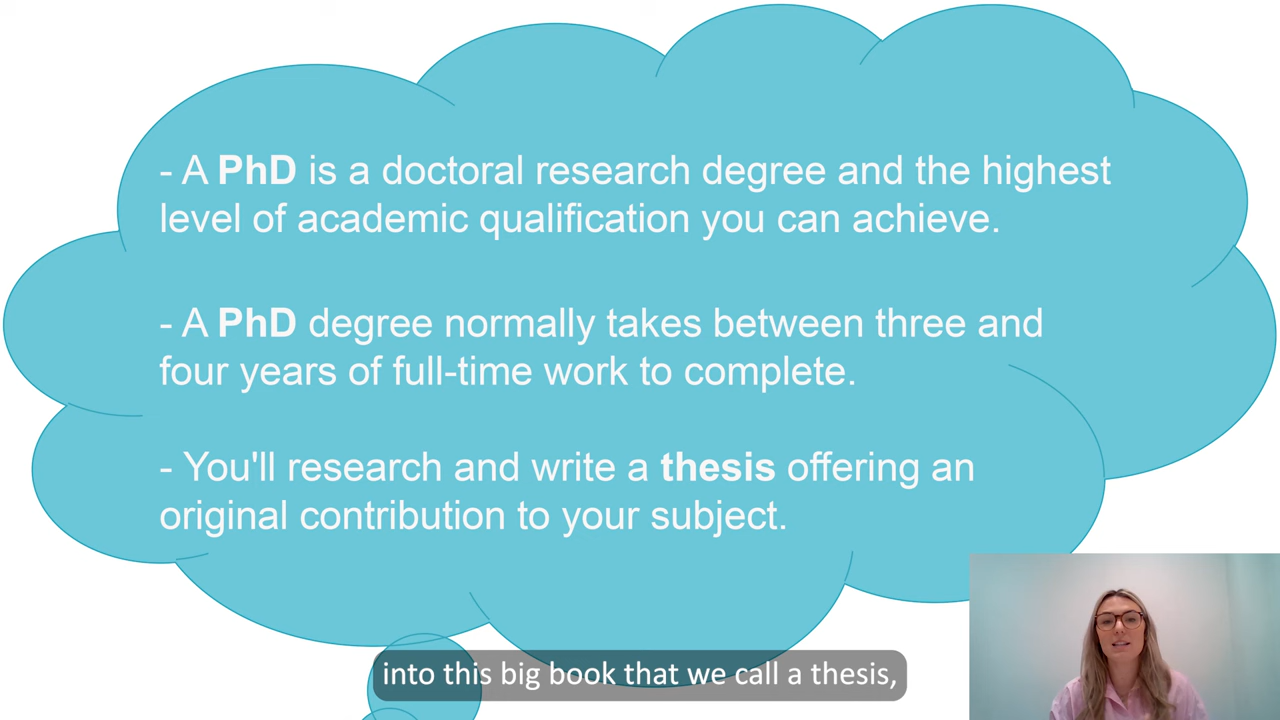 - A PhD is a doctoral research degree and the highest
level of academic qualification you can achieve.
- A PhD degree normally takes between three and
four years of full-time work to complete.
- You'll research and write a thesis offering an
original contribution to your subject.
into this big book that we call a thesis,